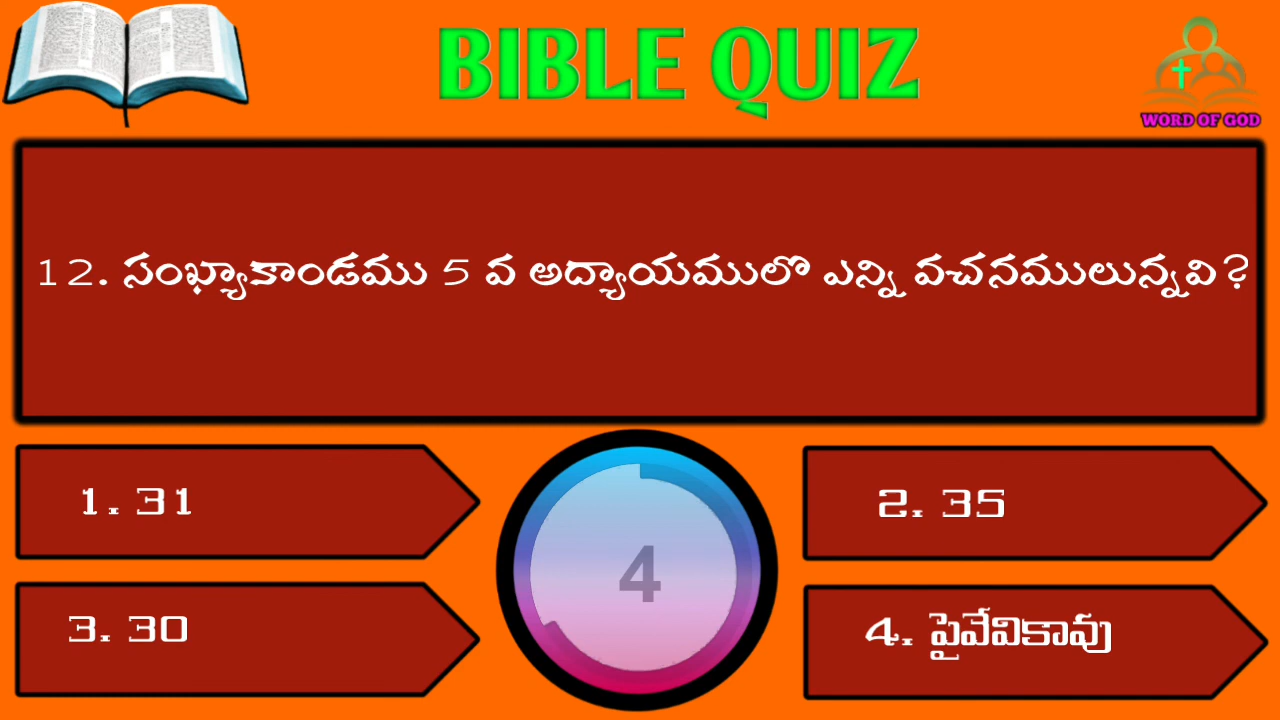 BIBLE QUIZ
WORD OF GOD
12. సంఖ్యాకాండము 5 వ అద్యాయములొ ఎన్ని వచనములున్నవి?
1. 31
2. 35
4
3. 30
4. పైవేవికావు